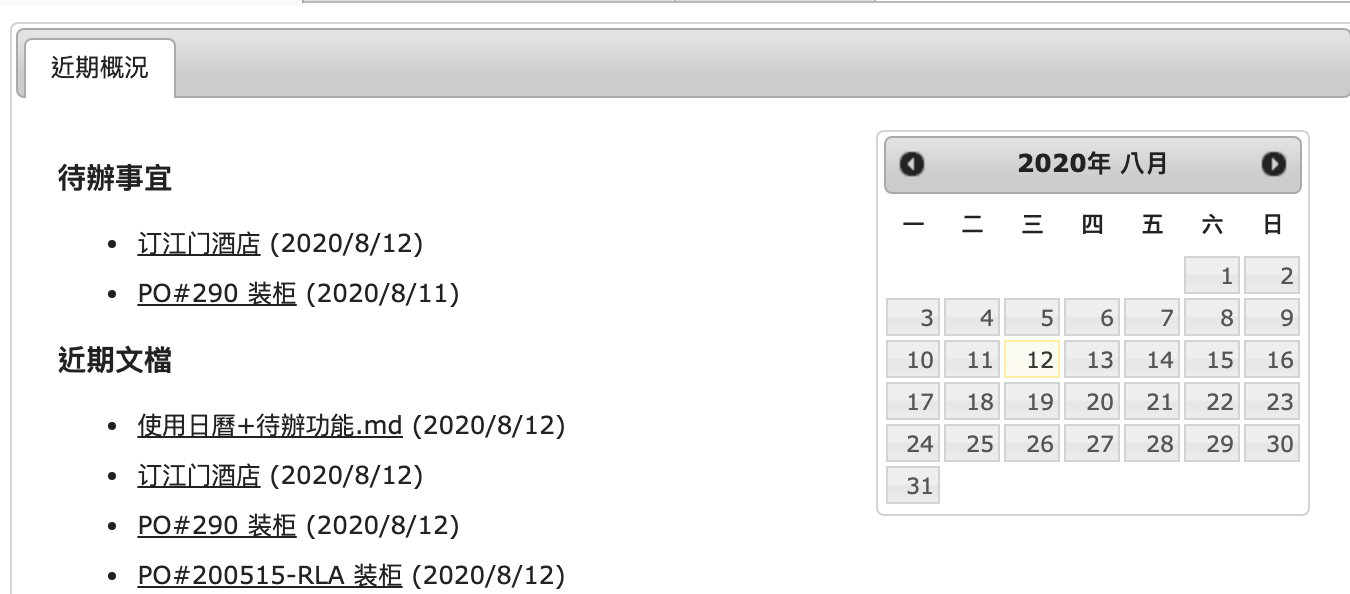 近期概況
待辦事宜
订江门酒店 (2020/8/12)
PO#290 装柜 (2020/8/11)
近期文檔
使用日曆+待辦功能.md (2020/8/12)
订江门酒店 (2020/8/12)
PO#290 装柜 (2020/8/12)
PO#200515-RLA 装柜 (2020/8/12)
2020年 八月
一 二 三 四 五 六 日
1 2
3 4 5 6 7 8 9
10 11 12 13 14 15 16
17 18 19 20 21 22 23
24 25 26 27 28 29 30
31